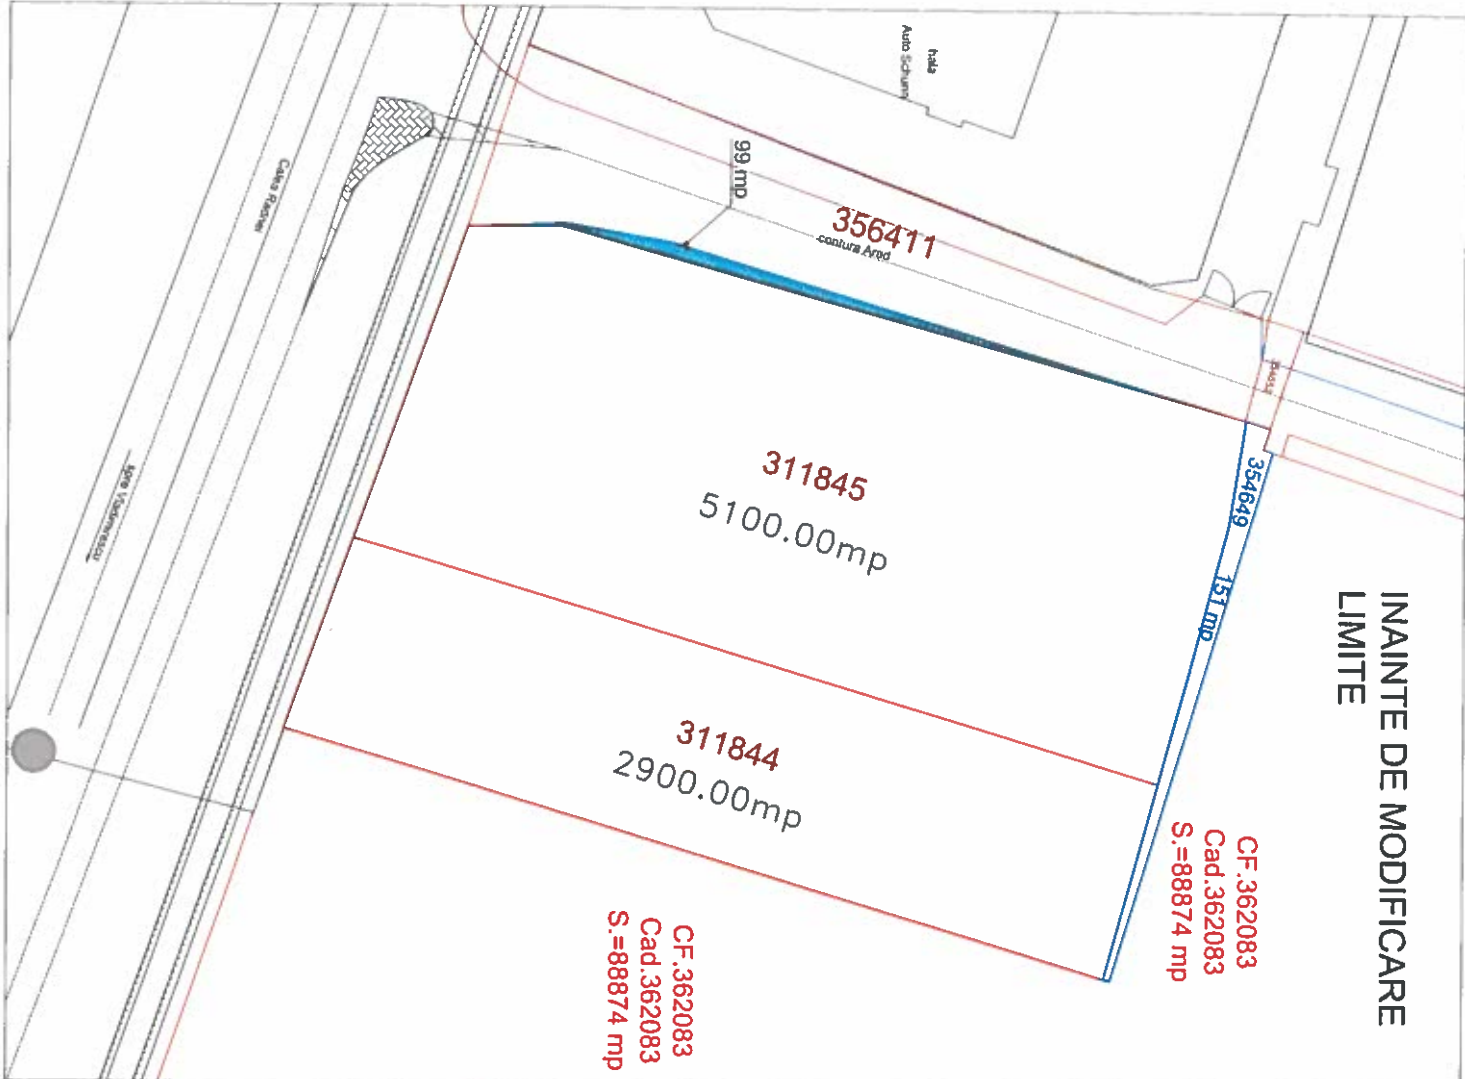 INAINTE DE MODIFICARE
LIMITE
hala
Auto Schunn
99 mp
356411
contura Arad
354649
151 mp
311845
5100.00mp
311844
2900.00mp
CF.362083
Cad.362083
S.=88874 mp
CF.362083
Cad.362083
S.=88874 mp
Calea Radnei
spre Vladimirescu